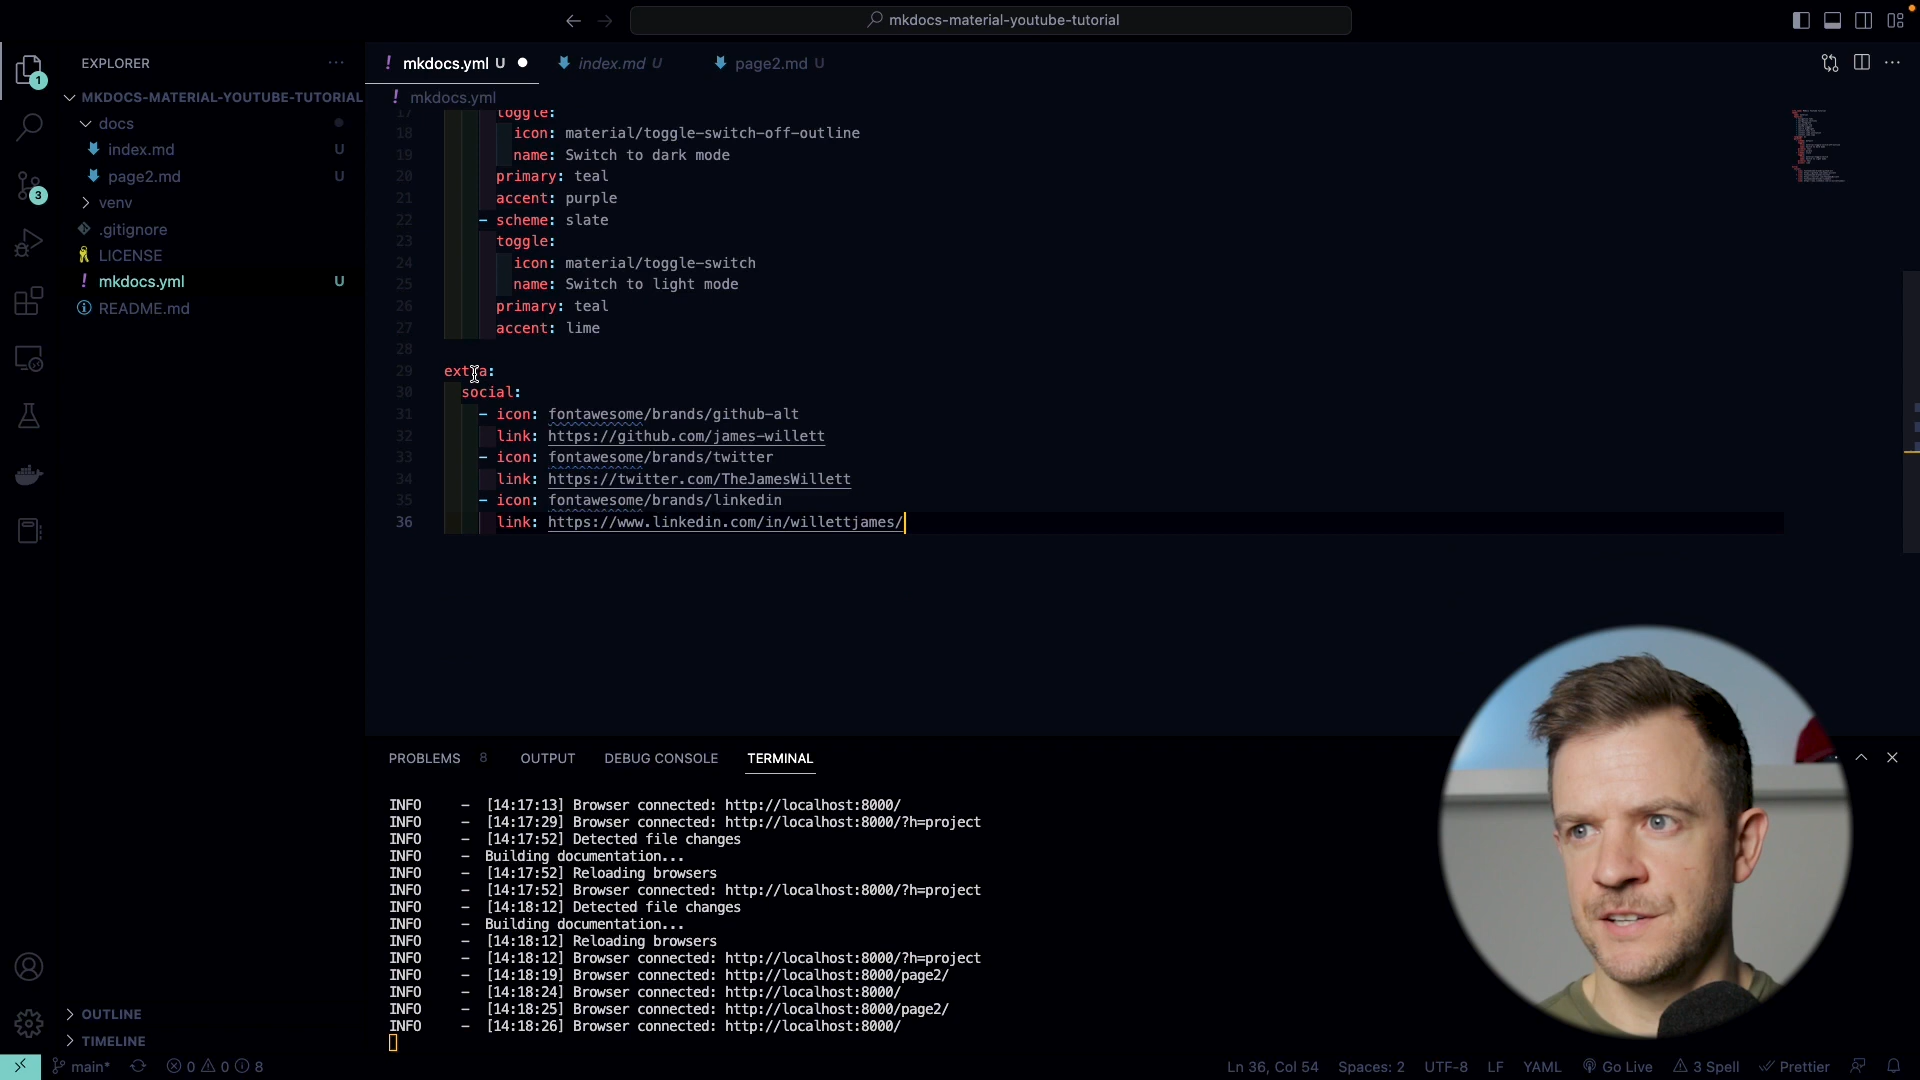 mkdocs-material-youtube-tutorial
EXPLORER
mkdocs.yml U
index.md U
page2.md U
MKDOCS-MATERIAL-YOUTUBE-TUTORIAL
mkdocs.yml
docs
index.md U
page2.md U
venv
.gitignore
LICENSE
mkdocs.yml U
README.md
1
3
17 toggle:
18 icon: material/toggle-switch-off-outline
19 name: Switch to dark mode
20 primary: teal
21 accent: purple
22 - scheme: slate
23 toggle:
24 icon: material/toggle-switch
25 name: Switch to light mode
26 primary: teal
27 accent: lime
28
29 extra:
30 social:
31 - icon: fontawesome/brands/github-alt
32 link: https://github.com/james-willett
33 - icon: fontawesome/brands/twitter
34 link: https://twitter.com/TheJamesWillett
35 - icon: fontawesome/brands/linkedin
36 link: https://www.linkedin.com/in/willettjames/
PROBLEMS 8 OUTPUT DEBUG CONSOLE TERMINAL
INFO - [14:17:13] Browser connected: http://localhost:8000/
INFO - [14:17:29] Browser connected: http://localhost:8000/?h=project
INFO - [14:17:52] Detected file changes
INFO - Building documentation...
INFO - [14:17:52] Reloading browsers
INFO - [14:17:52] Browser connected: http://localhost:8000/?h=project
INFO - [14:18:12] Detected file changes
INFO - Building documentation...
INFO - [14:18:12] Reloading browsers
INFO - [14:18:12] Browser connected: http://localhost:8000/?h=project
INFO - [14:18:19] Browser connected: http://localhost:8000/page2/
INFO - [14:18:24] Browser connected: http://localhost:8000/
INFO - [14:18:25] Browser connected: http://localhost:8000/page2/
INFO - [14:18:26] Browser connected: http://localhost:8000/
OUTLINE
TIMELINE
main* 0 0 8 Ln 36, Col 54 Spaces: 2 UTF-8 LF YAML Go Live 3 Spell Prettier